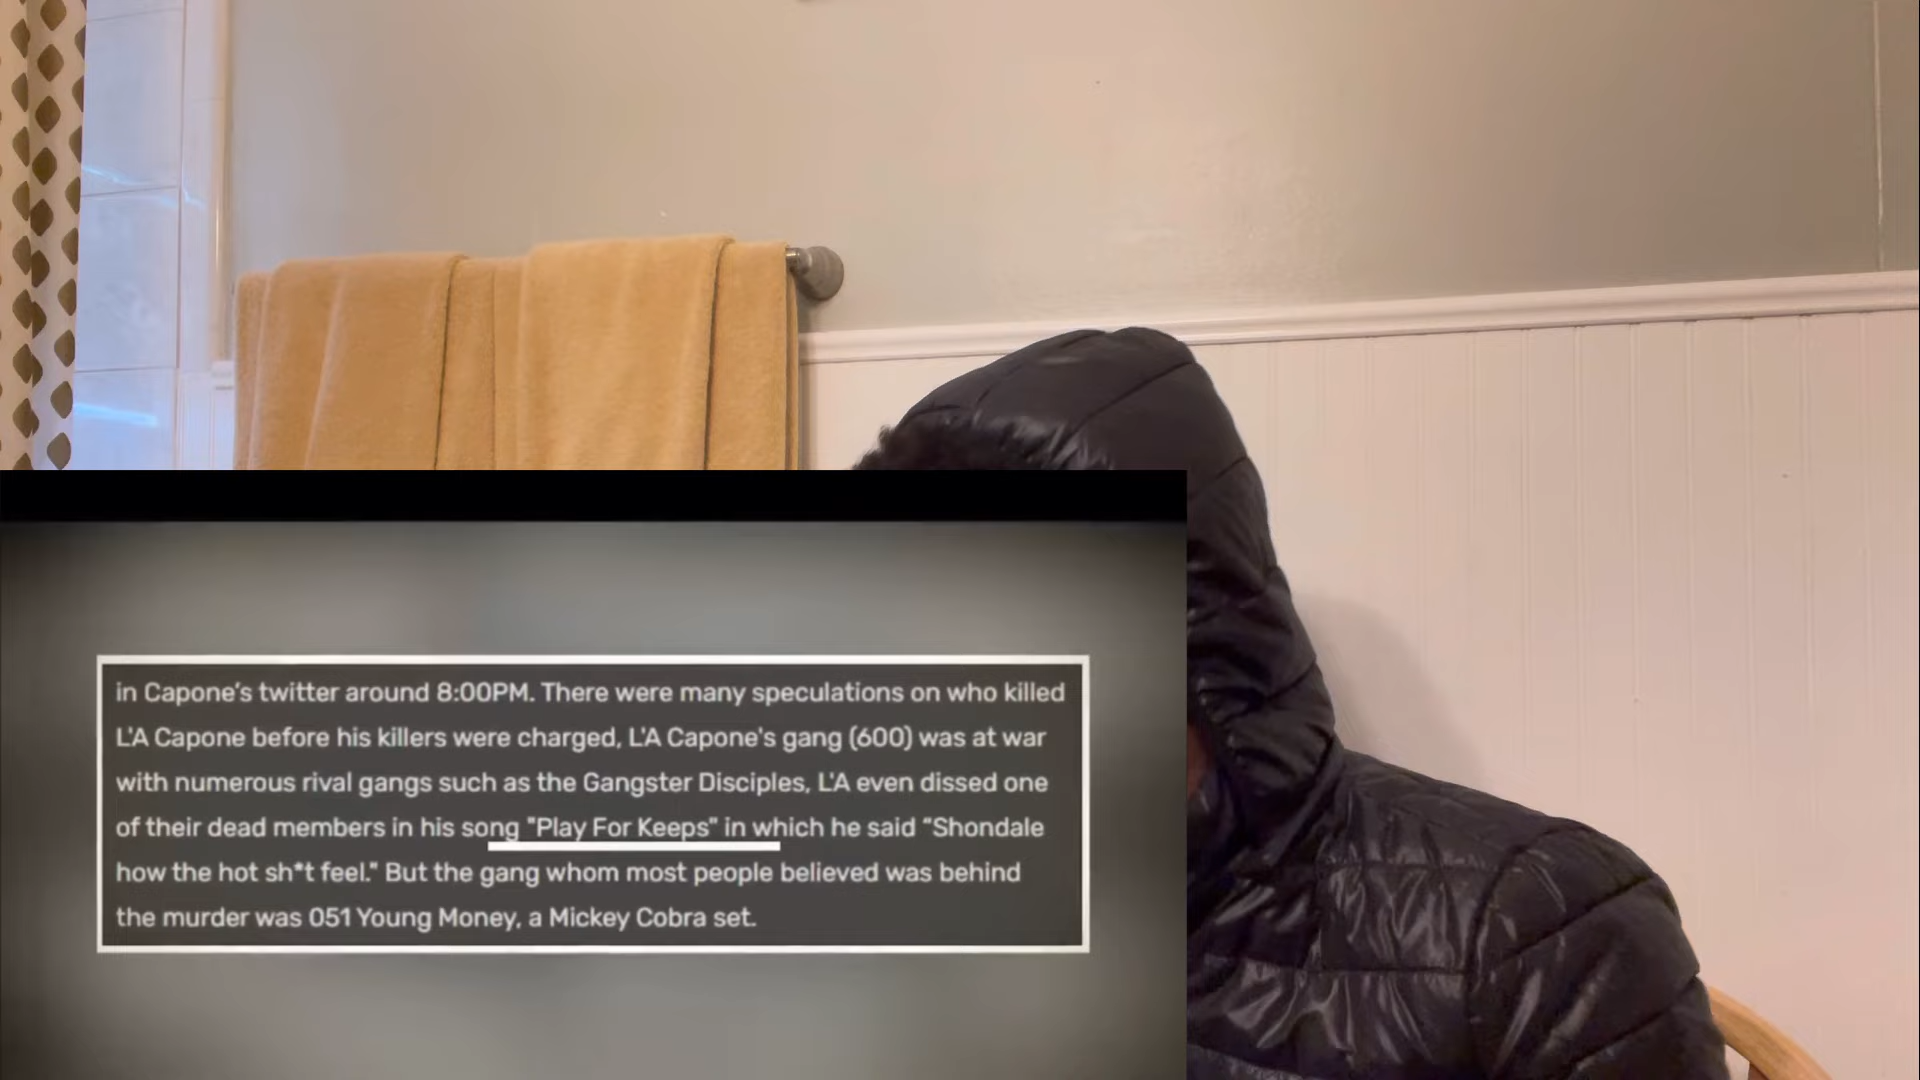 in Capone's twitter around 8:00PM. There were many speculations on who killed
L'A Capone before his killers were charged, L'A Capone's gang (600) was at war
with numerous rival gangs such as the Gangster Disciples, L'A even dissed one
of their dead members in his song "Play For Keeps" in which he said “Shondale
how the hot sh*t feel." But the gang whom most people believed was behind
the murder was 051 Young Money, a Mickey Cobra set.